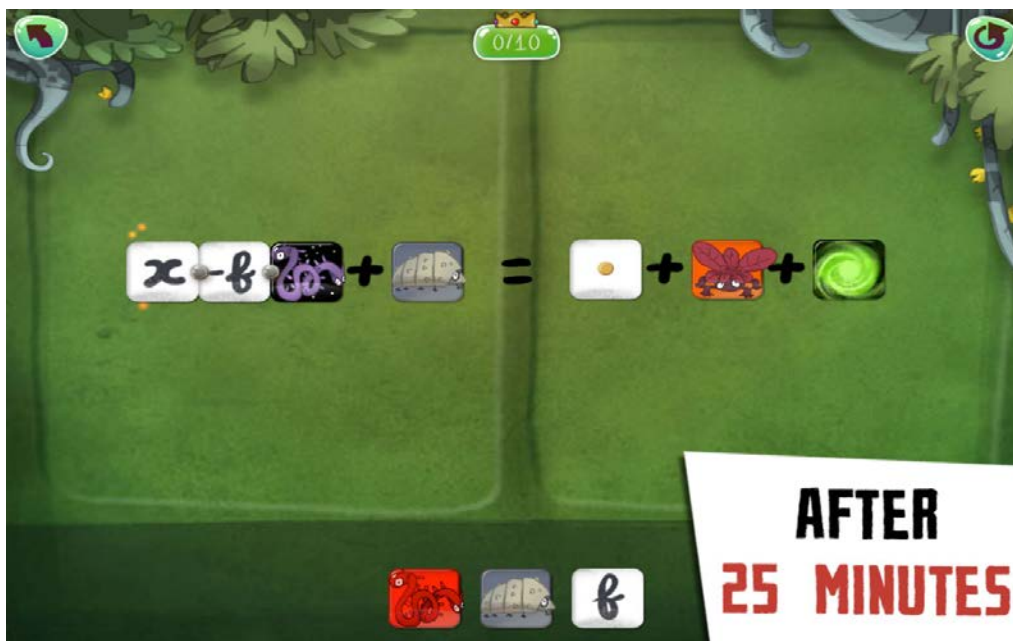 0/10
x -b + = + +
b
AFTER
25 MINUTES